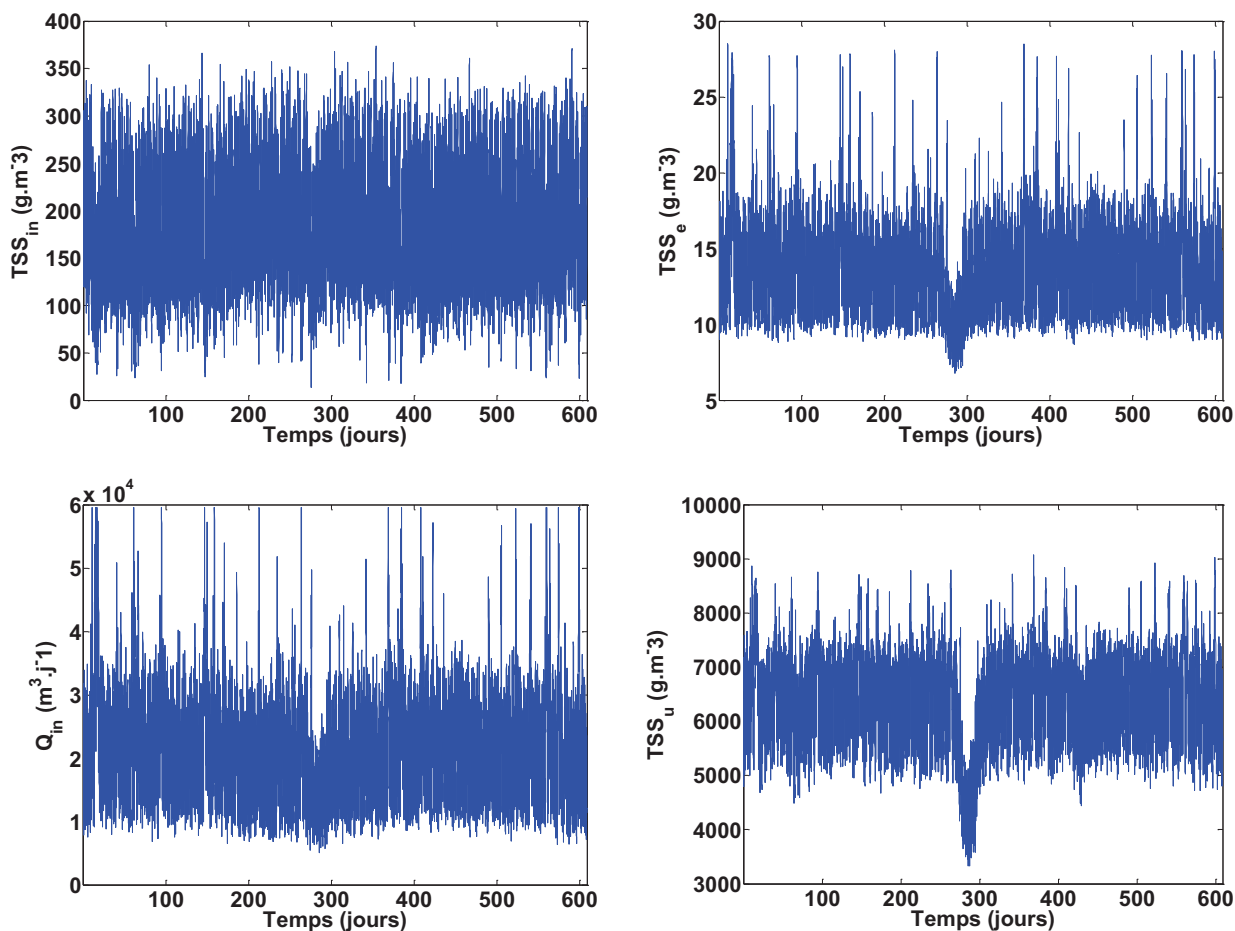 400
350
300
250
200
150
100
50
0
TSS_in (g.m⁻3)
100 200 300 400 500 600
Temps (jours)
30
25
20
15
10
5
TSS_e (g.m⁻3)
100 200 300 400 500 600
Temps (jours)
x 10⁴
6
5
4
3
2
1
0
Q_in (m³.j⁻1)
100 200 300 400 500 600
Temps (jours)
10000
9000
8000
7000
6000
5000
4000
3000
TSS_u (g.m⁻3)
100 200 300 400 500 600
Temps (jours)